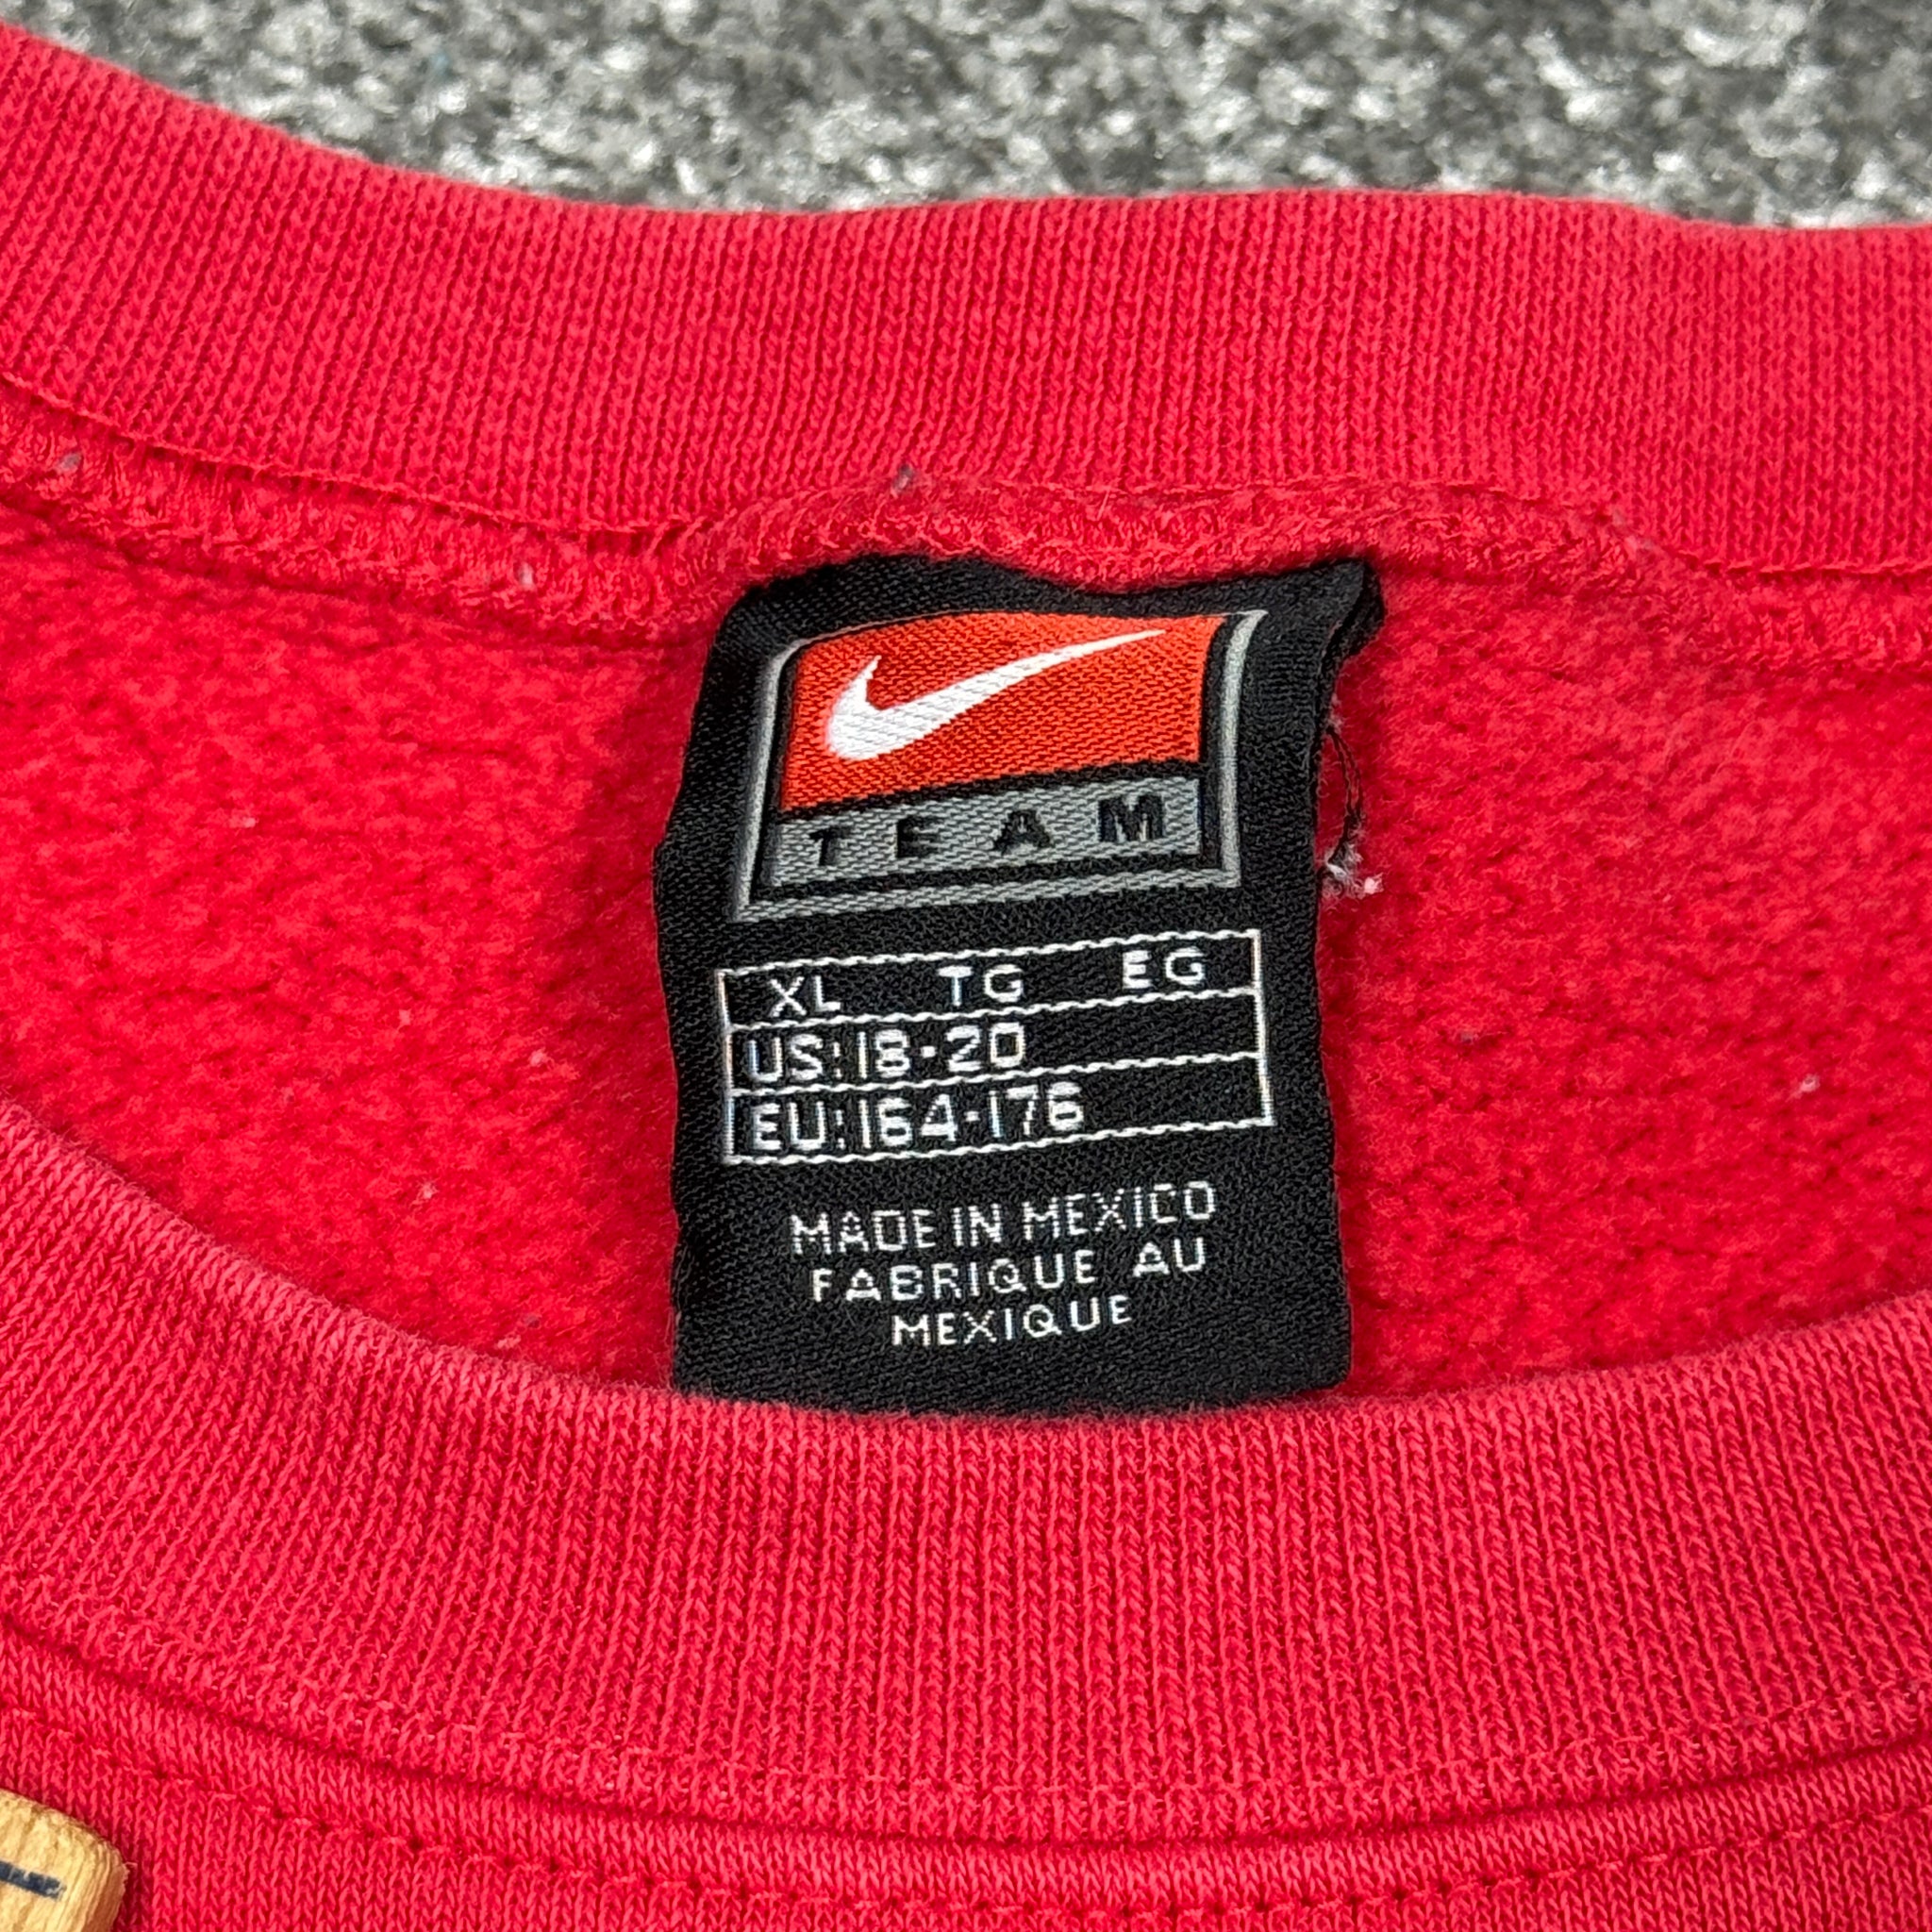 TEAM
XL TG EG
US: 18-20
EU: 164-176
MADE IN MEXICO
FABRIQUE AU
MEXIQUE